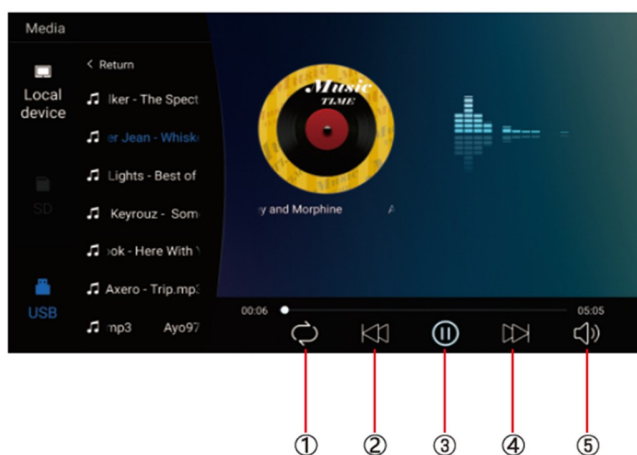 Media
< Return
Local
device
lker - The Spect
er Jean - Whisk
Lights - Best of
SD
Keyrouz - Som
ok - Here With
Axero - Trip.mp3
USB
mp3 Ayo97
Music
TIME
y and Morphine A
00:06 05:05
① ② ③ ④ ⑤